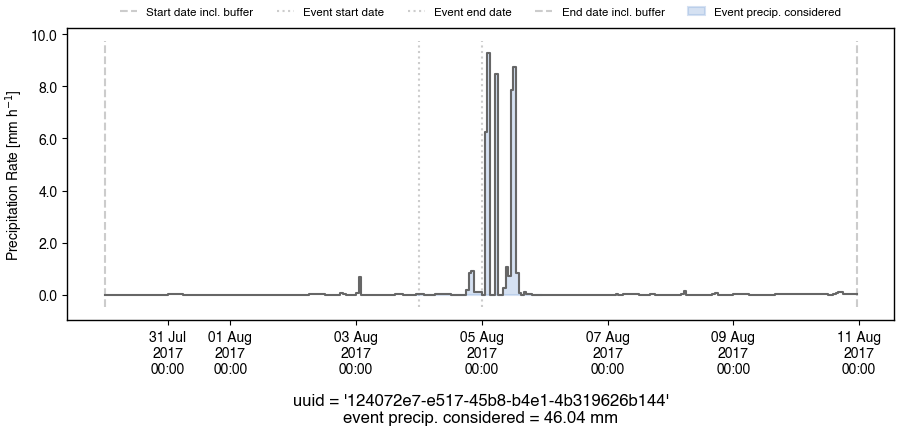 Start date incl. buffer Event start date Event end date End date incl. buffer Event precip. considered
10.0
8.0
6.0
4.0
2.0
0.0
Precipitation Rate [mm h⁻¹]
31 Jul 01 Aug 03 Aug 05 Aug 07 Aug 09 Aug 11 Aug
2017 2017 2017 2017 2017 2017 2017
00:00 00:00 00:00 00:00 00:00 00:00 00:00
uuid = '124072e7-e517-45b8-b4e1-4b319626b144'
event precip. considered = 46.04 mm